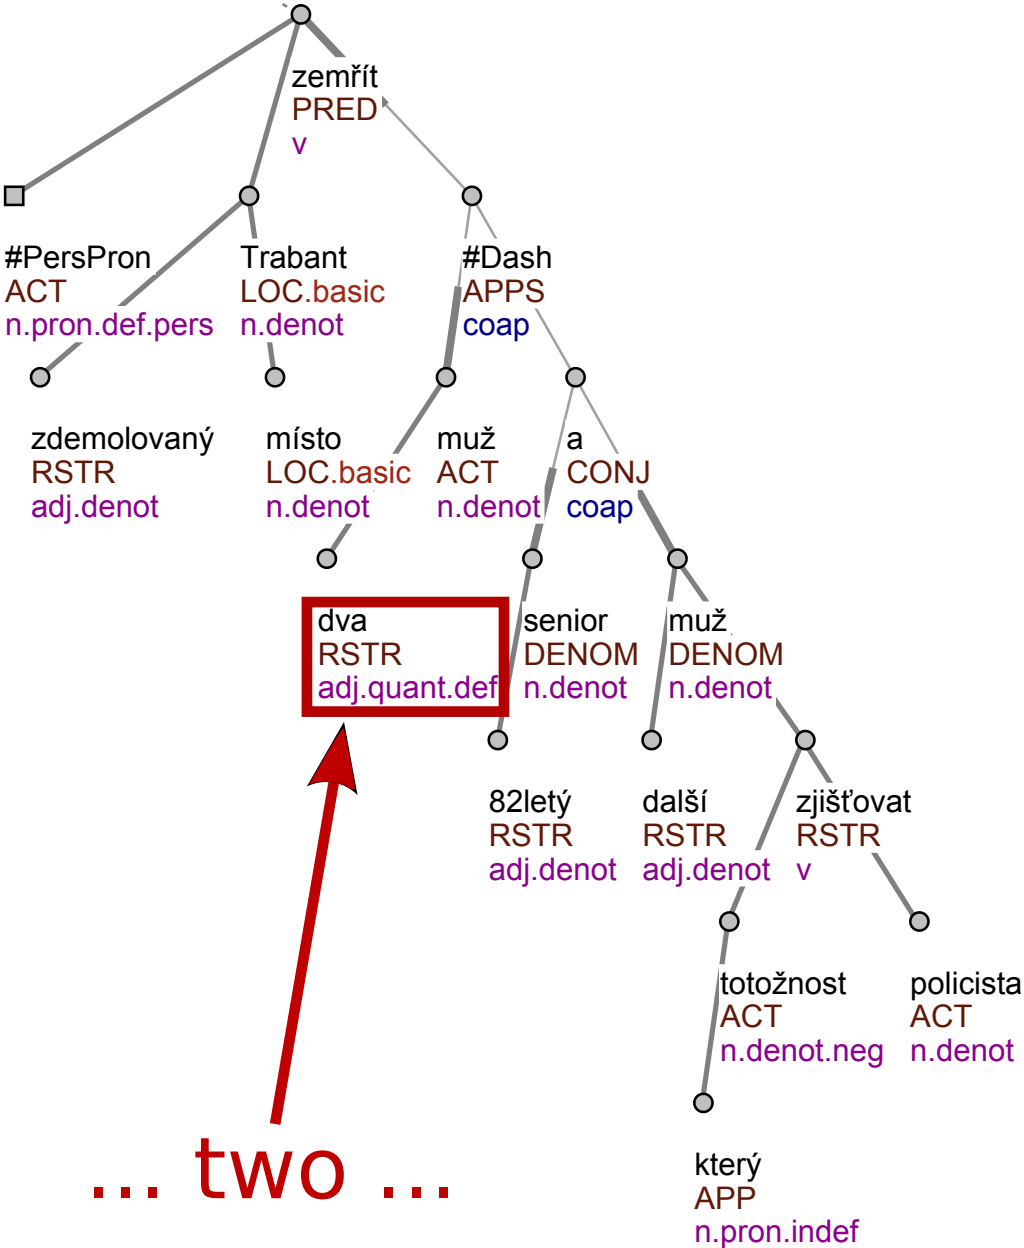 zemřít
PRED
v
#PersPron
ACT
n.pron.def.pers
Trabant
LOC.basic
n.denot
#Dash
APPS
coap
zdemolovaný
RSTR
adj.denot
místo
LOC.basic
n.denot
muž
ACT
n.denot
a
CONJ
coap
dva
RSTR
adj.quant.def
senior
DENOM
n.denot
muž
DENOM
n.denot
82letý
RSTR
adj.denot
další
RSTR
adj.denot
zjišťovat
RSTR
v
totožnost
ACT
n.denot.neg
policista
ACT
n.denot
který
APP
n.pron.indef
... two ...